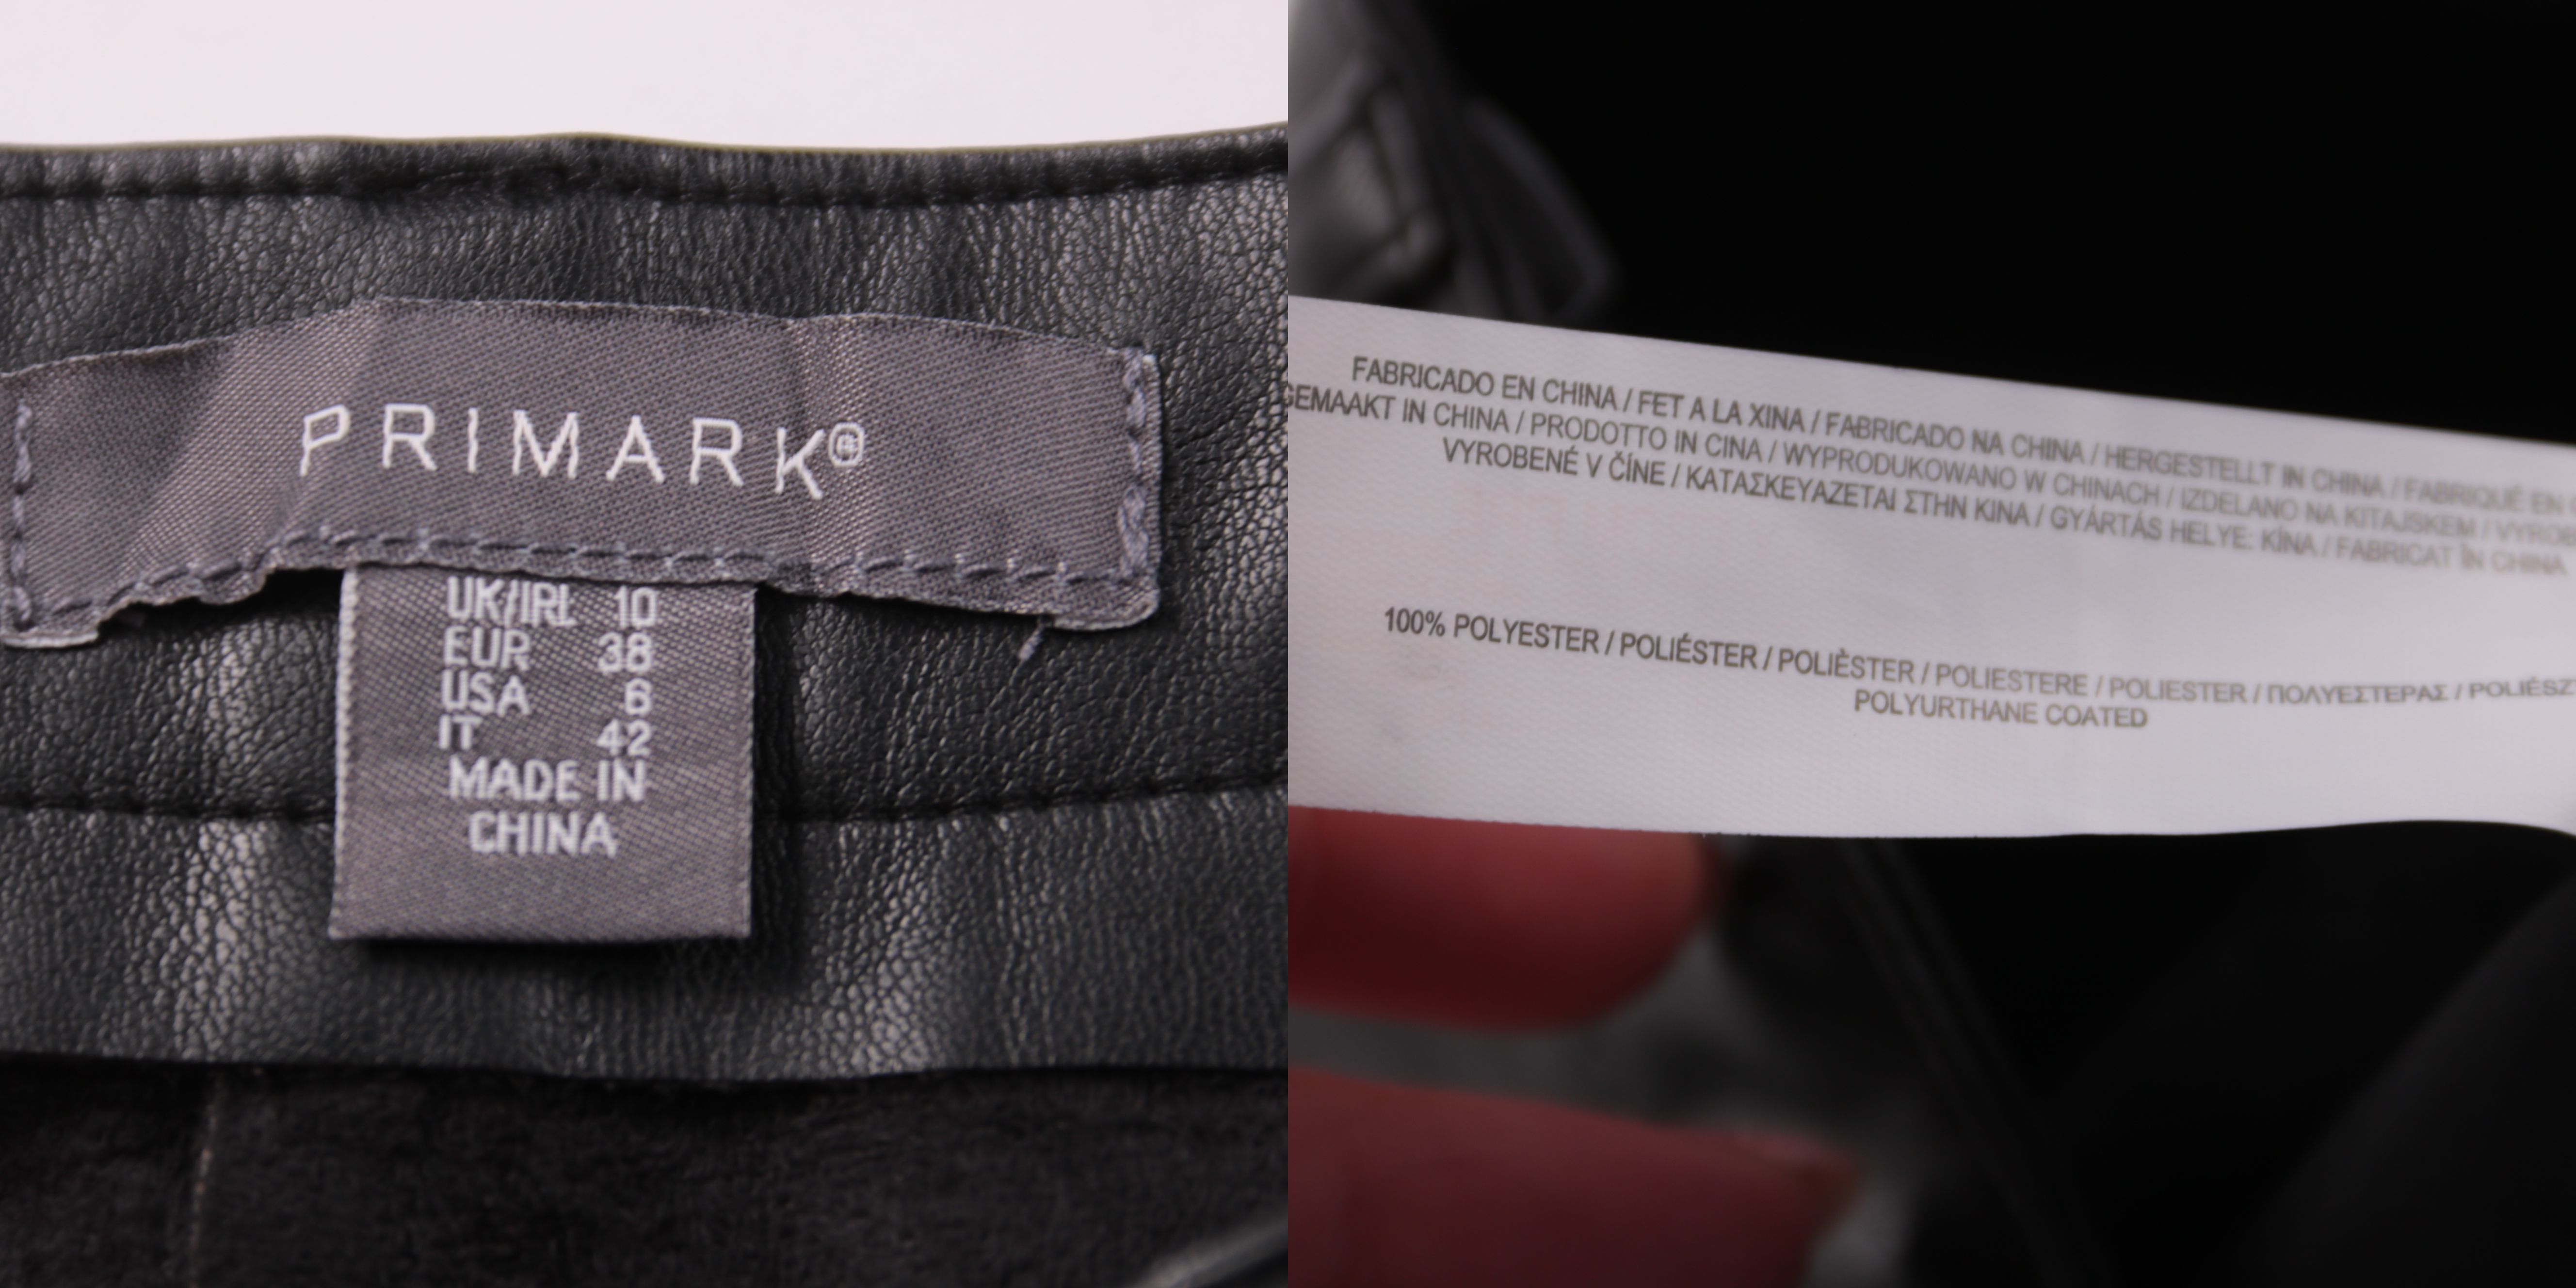 PRIMARK®
UK/IRL 10
EUR 38
USA 6
IT 42
MADE IN
CHINA
FABRICADO EN CHINA / FET A LA XINA / FABRICADO NA CHINA / HERGESTELLT IN CHINA / FABRIQUÉ EN
GEMAAKT IN CHINA / PRODOTTO IN CINA / WYPRODUKOWANO W CHINACH / IZDELANO NA KITAJSKEM /
VYROBENÉ V ČÍNE / ΚΑΤΑΣΚΕΥΑΖΕΤΑΙ ΣΤΗΝ ΚΙΝΑ / GYÁRTÁS HELYE: KÍNA / FABRICAT ÎN CHINA
100% POLYESTER / POLIÉSTER / POLIÈSTER / POLIESTERE / POLIESTER / ΠΟΛΥΕΣΤΕΡΑΣ /
POLYURTHANE COATED